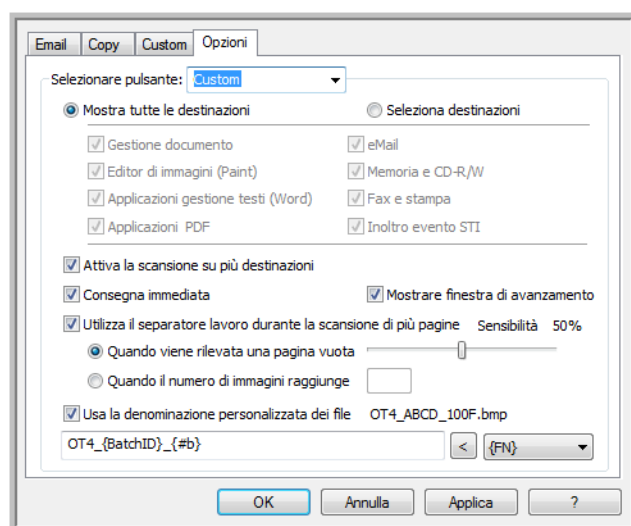 Email Copy Custom Opzioni
Selezionare pulsante: Custom
Mostra tutte le destinazioni Seleziona destinazioni
Gestione documento eMail
Editor di immagini (Paint) Memoria e CD-R/W
Applicazioni gestione testi (Word) Fax e stampa
Applicazioni PDF Inoltro evento STI
Attiva la scansione su più destinazioni
Consegna immediata Mostrare finestra di avanzamento
Utilizza il separatore lavoro durante la scansione di più pagine Sensibilità 50%
Quando viene rilevata una pagina vuota
Quando il numero di immagini raggiunge
Usa la denominazione personalizzata dei file OT4_ABCD_100F.bmp
OT4_{BatchID}_{#b} < {FN}
OK Annulla Applica ?